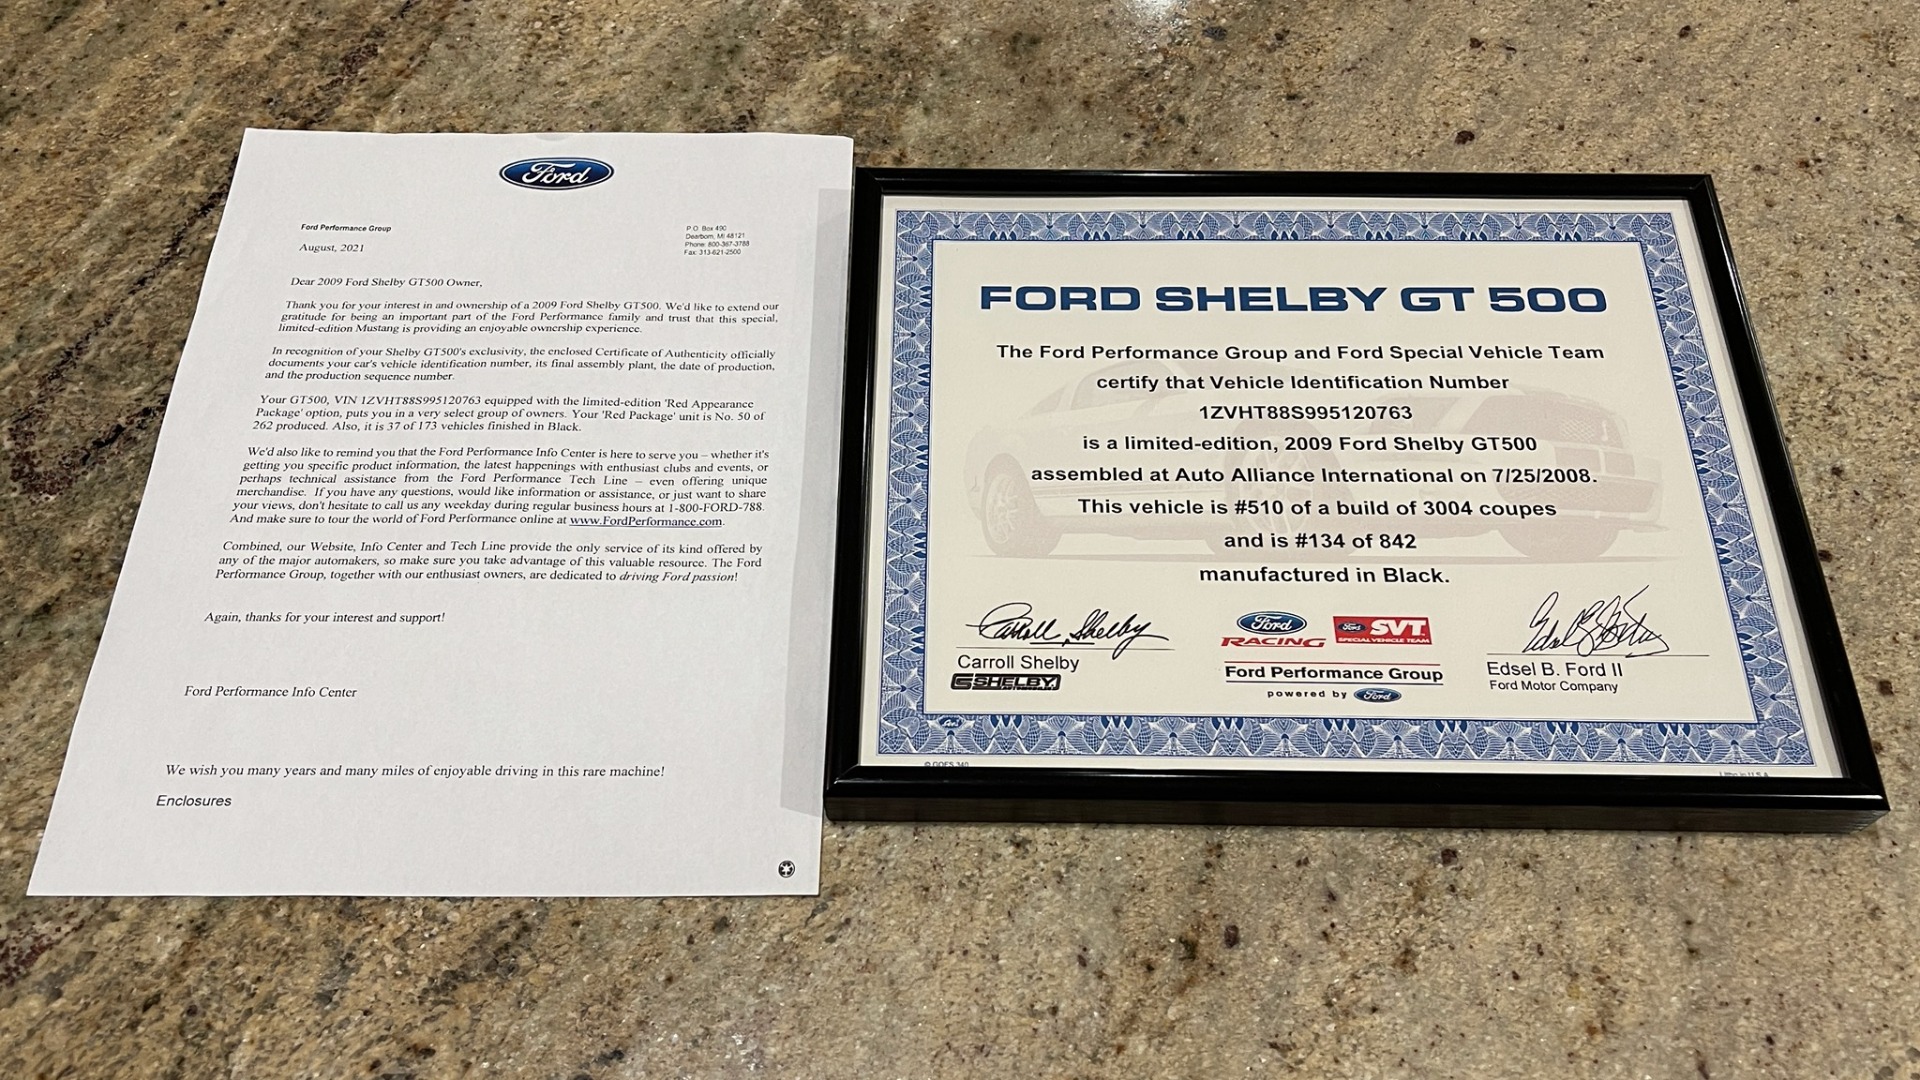 Ford
Ford Performance Group
August, 2021
P.O. Box 490
Dearborn, MI 48121
Phone: 800-367-3788
Fax: 313-621-2500
Dear 2009 Ford Shelby GT500 Owner,
Thank you for your interest in and ownership of a 2009 Ford Shelby GT500. We'd like to extend our
gratitude for being an important part of the Ford Performance family and trust that this special,
limited-edition Mustang is providing an enjoyable ownership experience.
In recognition of your Shelby GT500's exclusivity, the enclosed Certificate of Authenticity officially
documents your car's vehicle identification number, its final assembly plant, the date of production,
and the production sequence number.
Your GT500, VIN 1ZVHT88S995120763 equipped with the limited-edition 'Red Appearance
Package' option, puts you in a very select group of owners. Your 'Red Package' unit is No. 50 of
262 produced. Also, it is 37 of 173 vehicles finished in Black.
We'd also like to remind you that the Ford Performance Info Center is here to serve you – whether it's
getting you specific product information, the latest happenings with enthusiast clubs and events, or
perhaps technical assistance from the Ford Performance Tech Line – even offering unique
merchandise. If you have any questions, would like information or assistance, or just want to share
your views, don't hesitate to call us any weekday during regular business hours at 1-800-FORD-788.
And make sure to tour the world of Ford Performance online at www.FordPerformance.com.
Combined, our Website, Info Center and Tech Line provide the only service of its kind offered by
any of the major automakers, so make sure you take advantage of this valuable resource. The Ford
Performance Group, together with our enthusiast owners, are dedicated to driving Ford passion!
Again, thanks for your interest and support!
Ford Performance Info Center
We wish you many years and many miles of enjoyable driving in this rare machine!
Enclosures
FORD SHELBY GT 500
The Ford Performance Group and Ford Special Vehicle Team
certify that Vehicle Identification Number
1ZVHT88S995120763
is a limited-edition, 2009 Ford Shelby GT500
assembled at Auto Alliance International on 7/25/2008.
This vehicle is #510 of a build of 3004 coupes
and is #134 of 842
manufactured in Black.
Carroll Shelby
Carroll Shelby
SHELBY
Ford
RACING
Ford SVT
SPECIAL VEHICLE TEAM
Ford Performance Group
powered by Ford
Edsel B. Ford II
Ford Motor Company
© GOES 340
Litho in U.S.A.